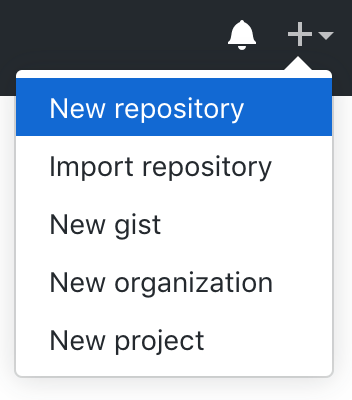 New repository
Import repository
New gist
New organization
New project